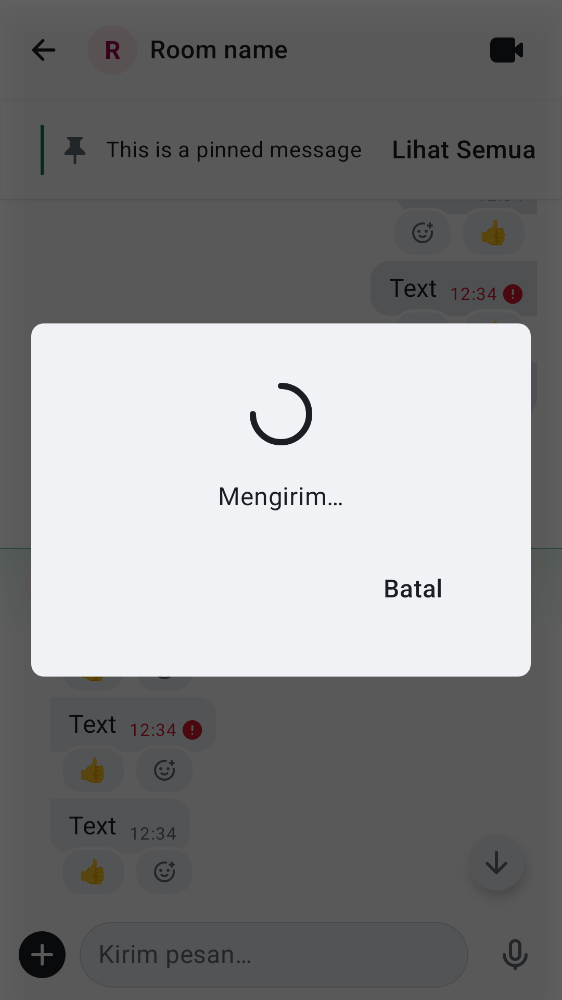 R Room name
This is a pinned message Lihat Semua
Text 12:34
Mengirim…
Batal
Text 12:34
Text 12:34
Kirim pesan…